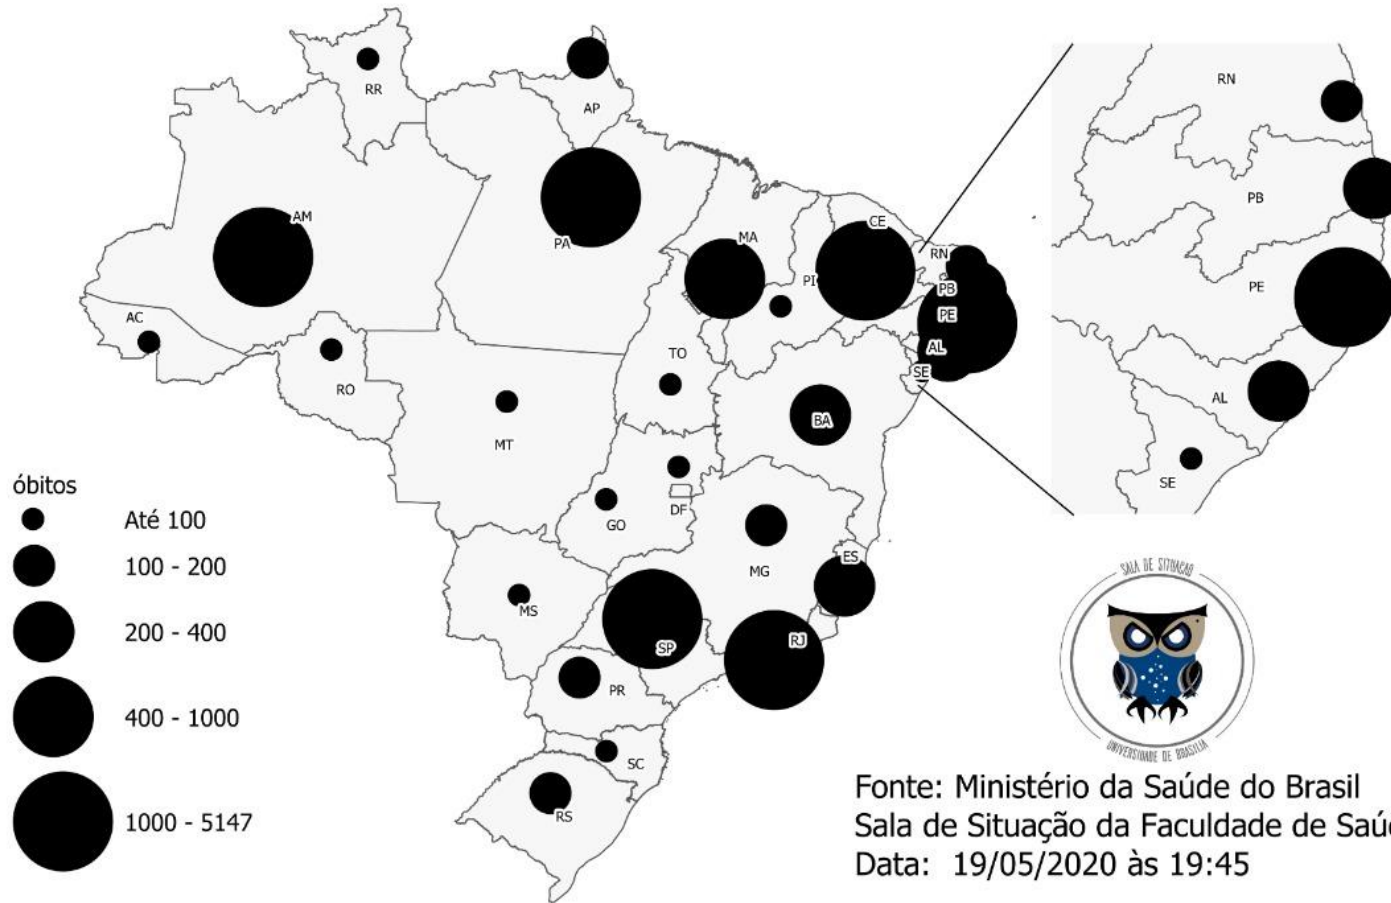 RR
AP
AM
PA
MA
CE
RN
PI
PB
PE
AC
AL
TO
SE
RO
BA
MT
DF
GO
ES
MG
MS
RJ
SP
PR
SC
RS
RN
PB
PE
AL
SE
óbitos
Até 100
100 - 200
200 - 400
400 - 1000
1000 - 5147
SALA DE SITUAÇÃO
UNIVERSIDADE DE BRASÍLIA
Fonte: Ministério da Saúde do Brasil
Sala de Situação da Faculdade de Saú
Data: 19/05/2020 às 19:45